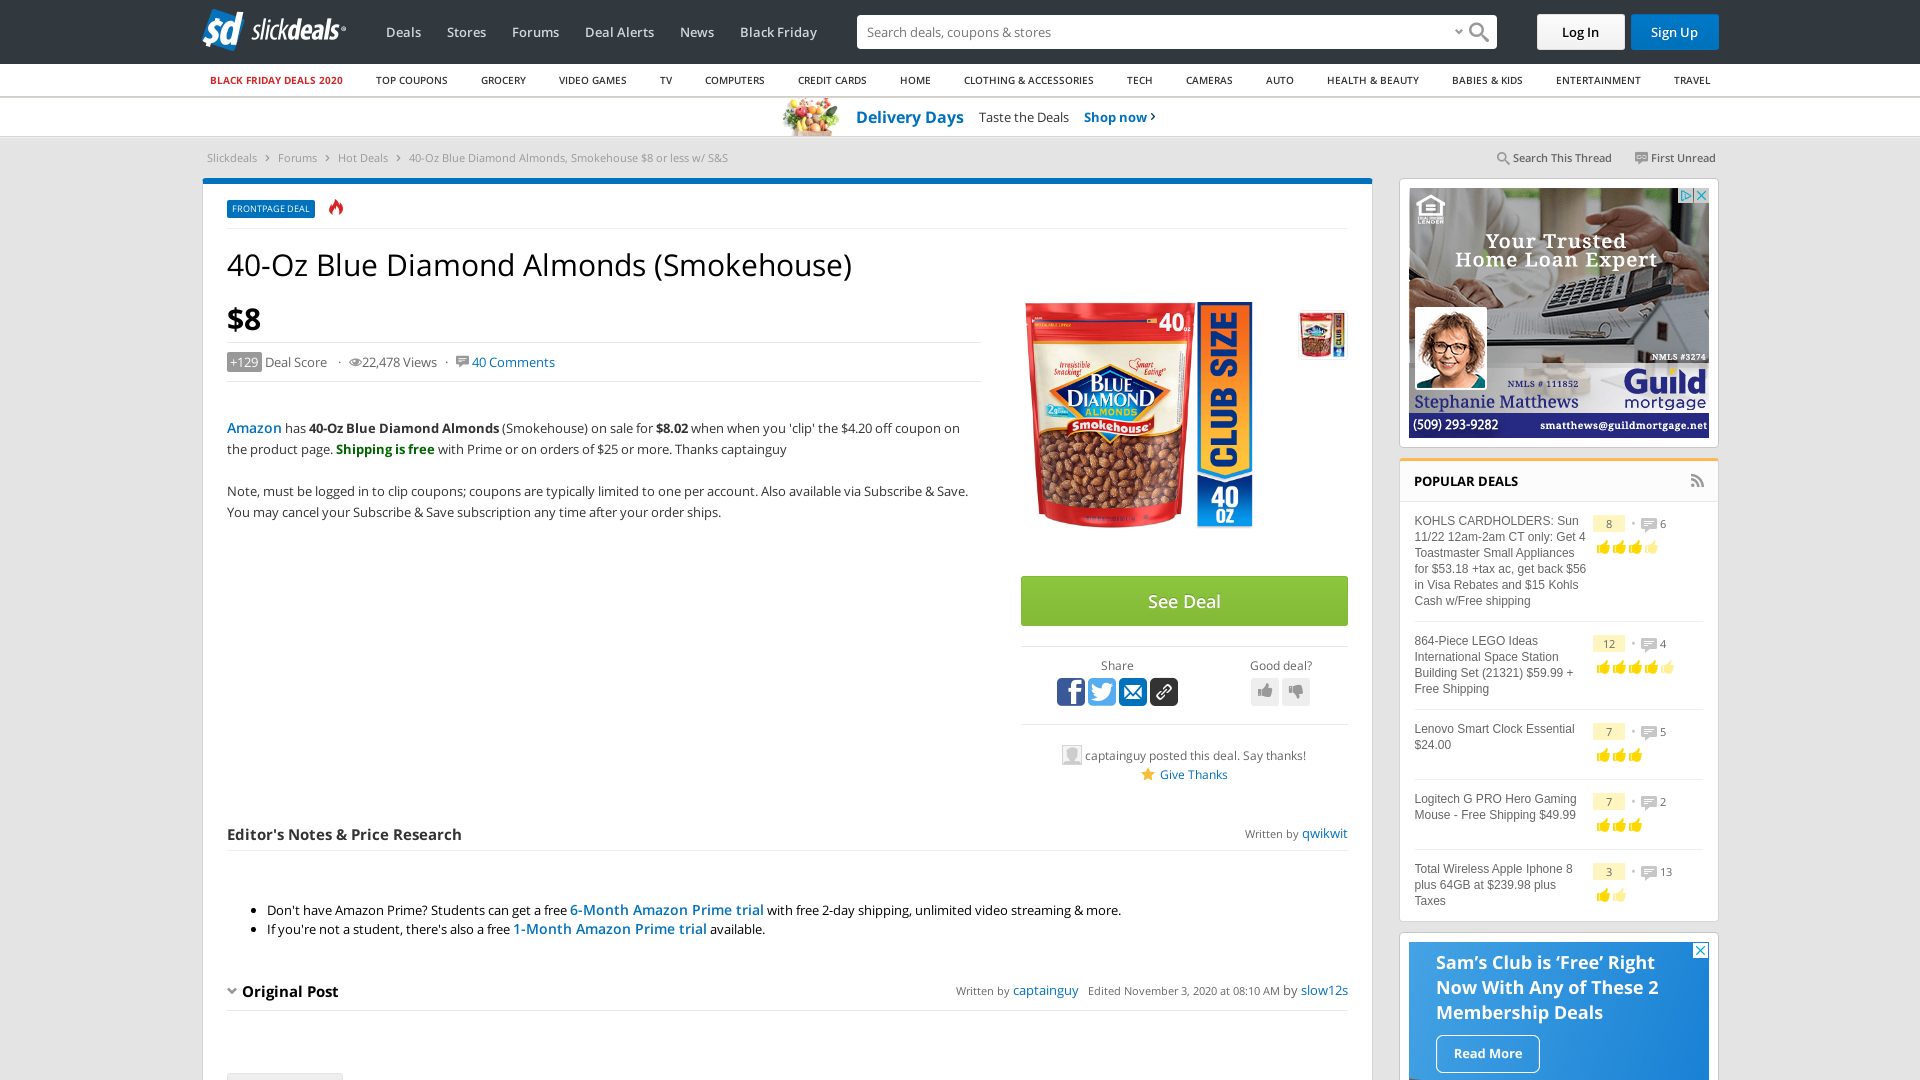 sd slickdeals
Deals Stores Forums Deal Alerts News Black Friday
Search deals, coupons & stores
Log In Sign Up
BLACK FRIDAY DEALS 2020 TOP COUPONS GROCERY VIDEO GAMES TV COMPUTERS CREDIT CARDS HOME CLOTHING & ACCESSORIES TECH CAMERAS AUTO HEALTH & BEAUTY BABIES & KIDS ENTERTAINMENT TRAVEL
Delivery Days Taste the Deals Shop now ›
Slickdeals › Forums › Hot Deals › 40-Oz Blue Diamond Almonds, Smokehouse $8 or less w/ S&S
Search This Thread First Unread
FRONTPAGE DEAL
40-Oz Blue Diamond Almonds (Smokehouse)
$8
+129 Deal Score · 22,478 Views · 40 Comments
Amazon has 40-Oz Blue Diamond Almonds (Smokehouse) on sale for $8.02 when when you 'clip' the $4.20 off coupon on
the product page. Shipping is free with Prime or on orders of $25 or more. Thanks captainguy
Note, must be logged in to clip coupons; coupons are typically limited to one per account. Also available via Subscribe & Save.
You may cancel your Subscribe & Save subscription any time after your order ships.
40 oz
Irresistible Snacking!
Smart Eating!
BLUE
DIAMOND
ALMONDS
Smokehouse
CLUB SIZE
40
OZ
See Deal
Share
Good deal?
captainguy posted this deal. Say thanks!
Give Thanks
Editor's Notes & Price Research
Written by qwikwit
• Don't have Amazon Prime? Students can get a free 6-Month Amazon Prime trial with free 2-day shipping, unlimited video streaming & more.
• If you're not a student, there's also a free 1-Month Amazon Prime trial available.
Original Post
Written by captainguy Edited November 3, 2020 at 08:10 AM by slow12s
Your Trusted
Home Loan Expert
NMLS #3274
NMLS # 111852
Guild
mortgage
Stephanie Matthews
(509) 293-9282 smatthews@guildmortgage.net
POPULAR DEALS
KOHLS CARDHOLDERS: Sun
11/22 12am-2am CT only: Get 4
Toastmaster Small Appliances
for $53.18 +tax ac, get back $56
in Visa Rebates and $15 Kohls
Cash w/Free shipping
8 • 6
864-Piece LEGO Ideas
International Space Station
Building Set (21321) $59.99 +
Free Shipping
12 • 4
Lenovo Smart Clock Essential
$24.00
7 • 5
Logitech G PRO Hero Gaming
Mouse - Free Shipping $49.99
7 • 2
Total Wireless Apple Iphone 8
plus 64GB at $239.98 plus
Taxes
3 • 13
Sam's Club is ‘Free’ Right
Now With Any of These 2
Membership Deals
Read More